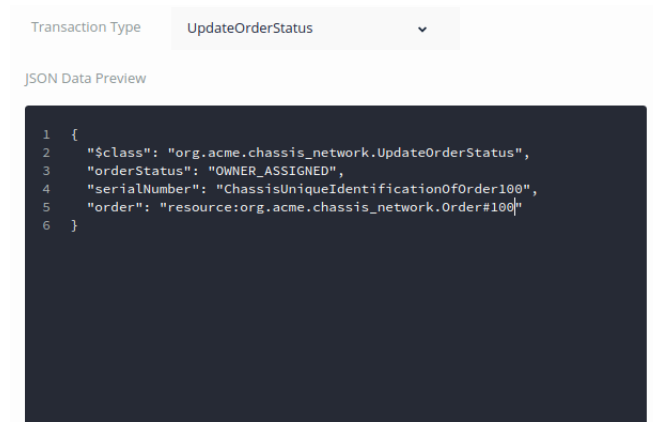 Transaction Type UpdateOrderStatus
JSON Data Preview
1 {
2 "$class": "org.acme.chassis_network.UpdateOrderStatus",
3 "orderStatus": "OWNER_ASSIGNED",
4 "serialNumber": "ChassisUniqueIdentificationOfOrder100",
5 "order": "resource:org.acme.chassis_network.Order#100"
6 }